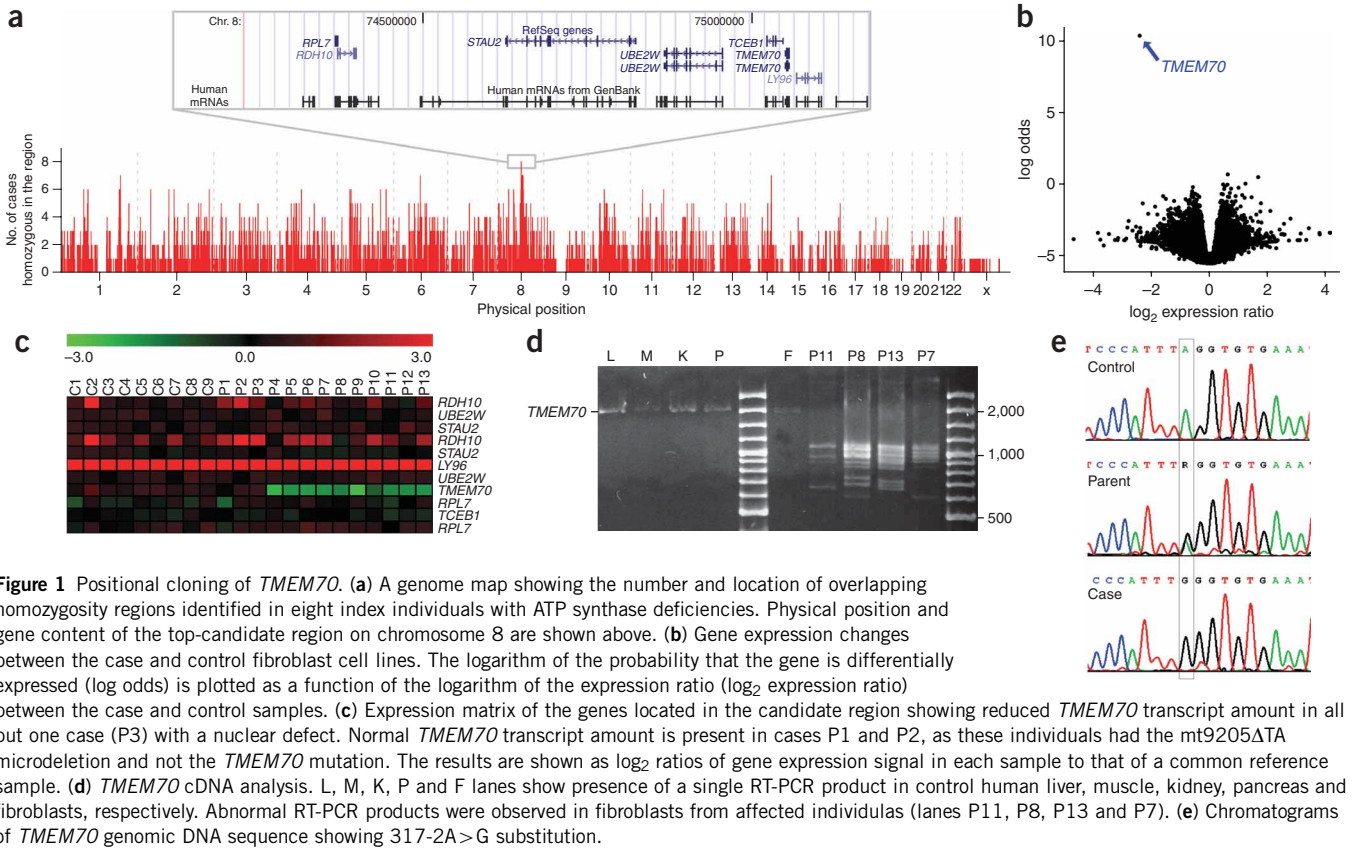 a
Chr. 8:
74500000
75000000
RefSeq genes
RPL7
RDH10
STAU2
UBE2W
UBE2W
TCEB1
TMEM70
TMEM70
LY96
Human mRNAs from GenBank
Human
mRNAs
No. of cases
homozygous in the region
8
6
4
2
0
1 2 3 4 5 6 7 8 9 10 11 12 13 14 15 16 17 18 19 20 21 22 x
Physical position
b
10
5
0
–5
log odds
TMEM70
–4 –2 0 2 4
log2 expression ratio
c
–3.0 0.0 3.0
C1 C2 C3 C4 C5 C6 C7 C8 C9 P1 P2 P3 P4 P5 P6 P7 P8 P9 P10 P11 P12 P13
RDH10
UBE2W
STAU2
RDH10
STAU2
LY96
UBE2W
TMEM70
RPL7
TCEB1
RPL7
d
L M K P F P11 P8 P13 P7
TMEM70
2,000
1,000
500
e
T C C C A T T T A G G T G T G A A A
Control
T C C C A T T T R G G T G T G A A A
Parent
C C C A T T T G G G T G T G A A A
Case
Figure 1 Positional cloning of TMEM70. (a) A genome map showing the number and location of overlapping
homozygosity regions identified in eight index individuals with ATP synthase deficiencies. Physical position and
gene content of the top-candidate region on chromosome 8 are shown above. (b) Gene expression changes
between the case and control fibroblast cell lines. The logarithm of the probability that the gene is differentially
expressed (log odds) is plotted as a function of the logarithm of the expression ratio (log2 expression ratio)
between the case and control samples. (c) Expression matrix of the genes located in the candidate region showing reduced TMEM70 transcript amount in all
but one case (P3) with a nuclear defect. Normal TMEM70 transcript amount is present in cases P1 and P2, as these individuals had the mt9205ΔTA
microdeletion and not the TMEM70 mutation. The results are shown as log2 ratios of gene expression signal in each sample to that of a common reference
sample. (d) TMEM70 cDNA analysis. L, M, K, P and F lanes show presence of a single RT-PCR product in control human liver, muscle, kidney, pancreas and
fibroblasts, respectively. Abnormal RT-PCR products were observed in fibroblasts from affected individulas (lanes P11, P8, P13 and P7). (e) Chromatograms
of TMEM70 genomic DNA sequence showing 317-2A>G substitution.